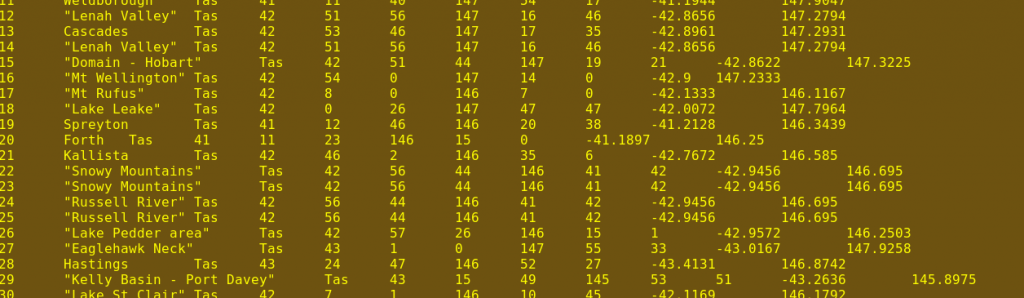 11 Weldborough Tas 41 11 40 147 54 17 -41.1944 147.9047
12 "Lenah Valley" Tas 42 51 56 147 16 46 -42.8656 147.2794
13 Cascades Tas 42 53 46 147 17 35 -42.8961 147.2931
14 "Lenah Valley" Tas 42 51 56 147 16 46 -42.8656 147.2794
15 "Domain - Hobart" Tas 42 51 44 147 19 21 -42.8622 147.3225
16 "Mt Wellington" Tas 42 54 0 147 14 0 -42.9 147.2333
17 "Mt Rufus" Tas 42 8 0 146 7 0 -42.1333 146.1167
18 "Lake Leake" Tas 42 0 26 147 47 47 -42.0072 147.7964
19 Spreyton Tas 41 12 46 146 20 38 -41.2128 146.3439
20 Forth Tas 41 11 23 146 15 0 -41.1897 146.25
21 Kallista Tas 42 46 2 146 35 6 -42.7672 146.585
22 "Snowy Mountains" Tas 42 56 44 146 41 42 -42.9456 146.695
23 "Snowy Mountains" Tas 42 56 44 146 41 42 -42.9456 146.695
24 "Russell River" Tas 42 56 44 146 41 42 -42.9456 146.695
25 "Russell River" Tas 42 56 44 146 41 42 -42.9456 146.695
26 "Lake Pedder area" Tas 42 57 26 146 15 1 -42.9572 146.2503
27 "Eaglehawk Neck" Tas 43 1 0 147 55 33 -43.0167 147.9258
28 Hastings Tas 43 24 47 146 52 27 -43.4131 146.8742
29 "Kelly Basin - Port Davey" Tas 43 15 49 145 53 51 -43.2636 145.8975
30 "Lake St Clair" Tas 42 7 1 146 10 45 -42.1169 146.1792